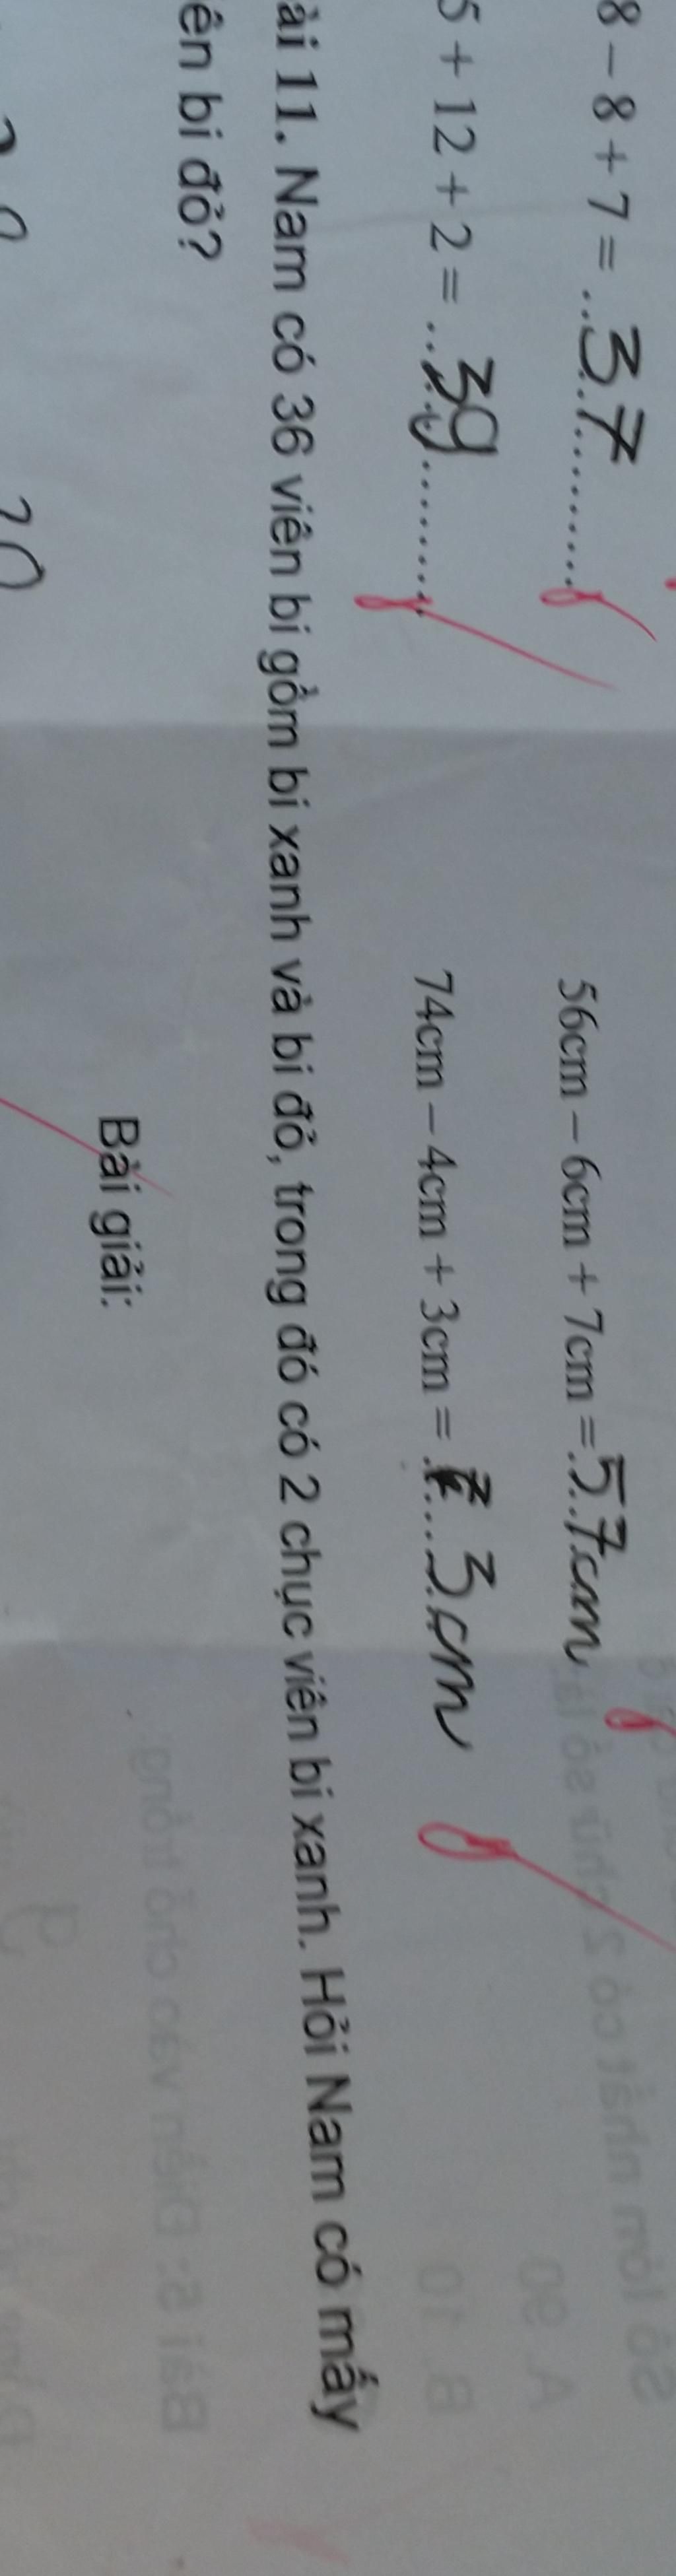 8 – 8 + 7 = ...37.......... 56cm – 6cm + 7cm = 57cm
5 + 12 + 2 = ...39.......... 74cm – 4cm + 3cm = 73cm
ài 11. Nam có 36 viên bi gồm bi xanh và bi đỏ, trong đó có 2 chục viên bi xanh. Hỏi Nam có mấy
ên bi đỏ?
Bài giải: